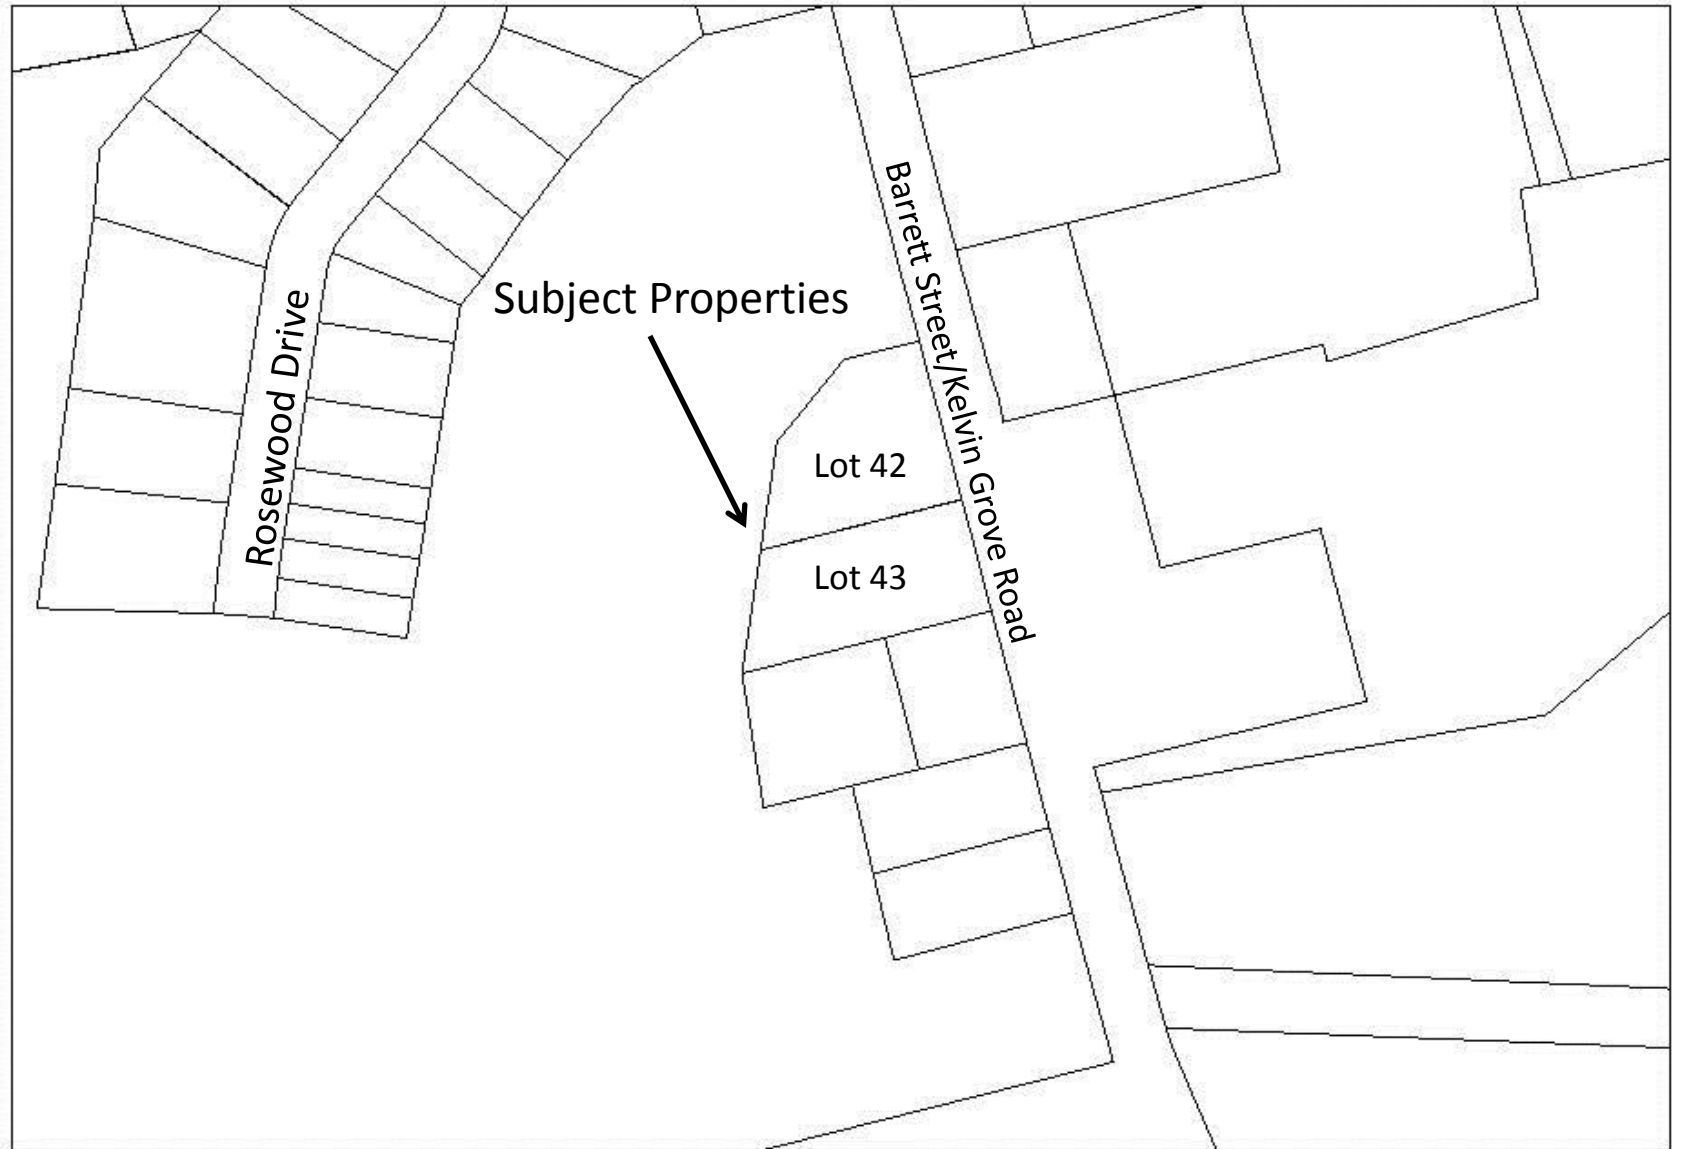 Barrett Street/Kelvin Grove Road
Subject Properties
Rosewood Drive
Lot 42
Lot 43